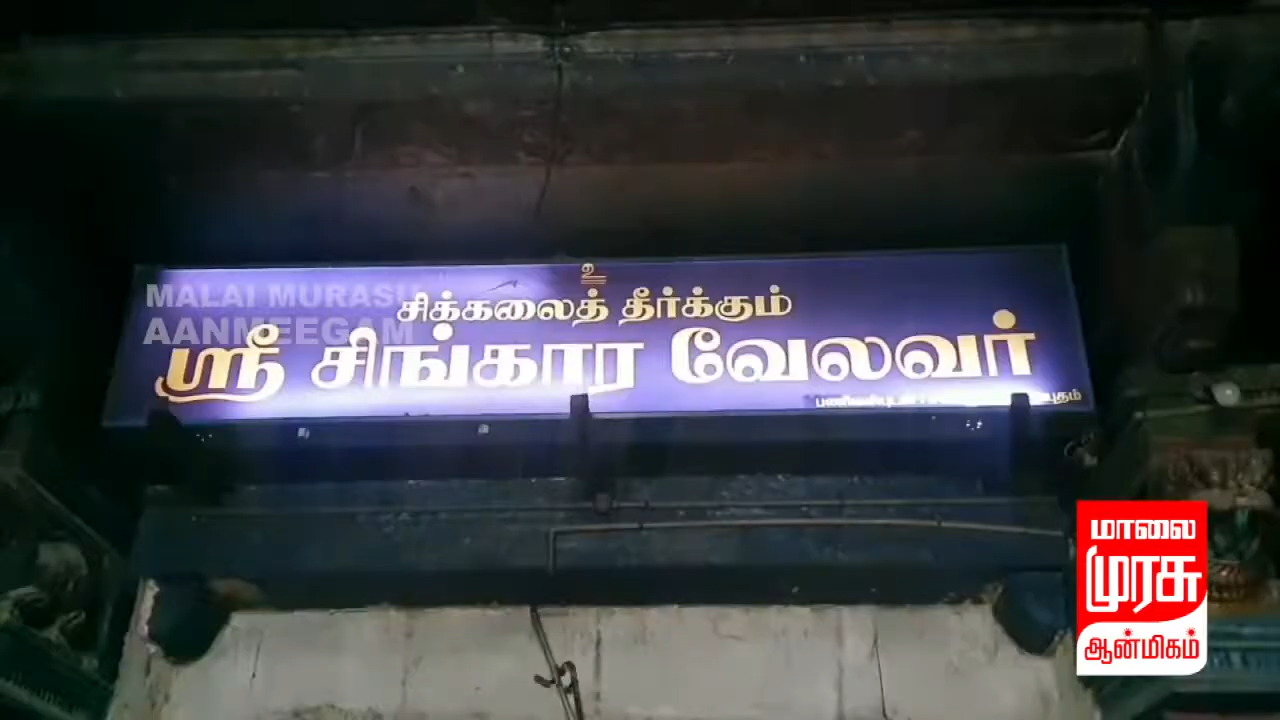 உ
MALAI MURASU
AANMEEGAM
சிக்கலைத் தீர்க்கும்
ஸ்ரீ சிங்கார வேலவர்
மாலை
முரசு
ஆன்மிகம்